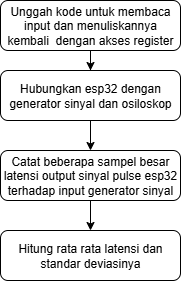 Unggah kode untuk membaca
input dan menuliskannya
kembali dengan akses register
Hubungkan esp32 dengan
generator sinyal dan osiloskop
Catat beberapa sampel besar
latensi output sinyal pulse esp32
terhadap input generator sinyal
Hitung rata rata latensi dan
standar deviasinya